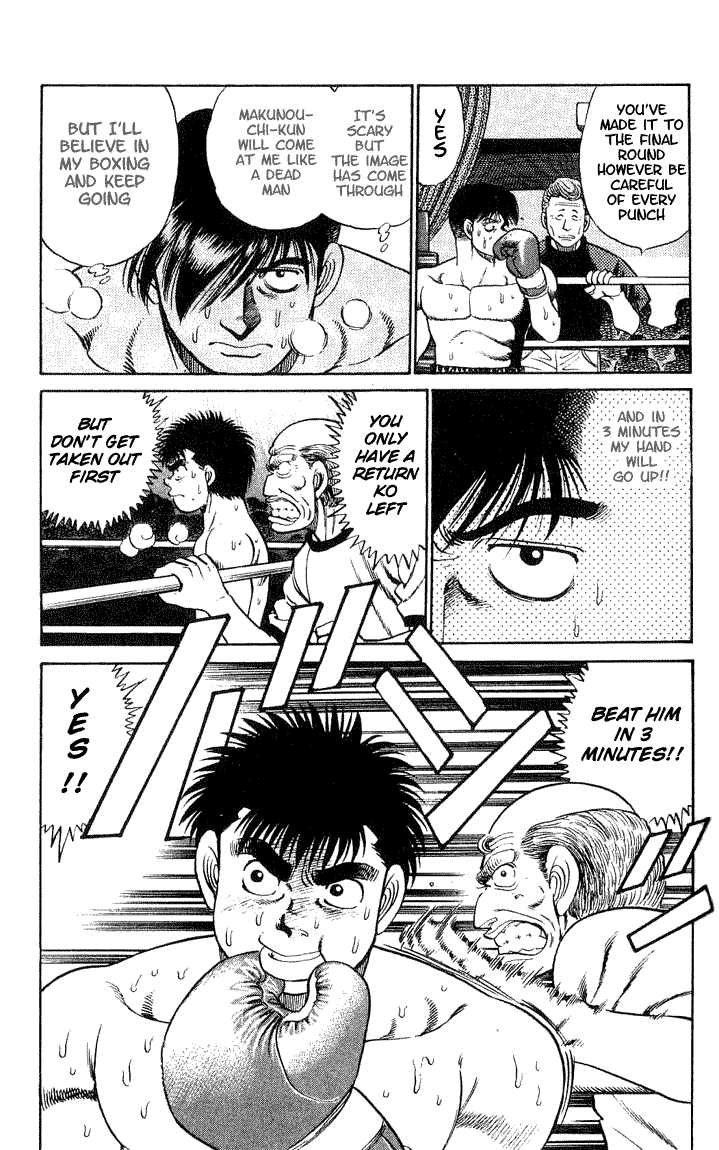 YOU'VE
MADE IT TO
THE FINAL
ROUND
HOWEVER BE
CAREFUL
OF EVERY
PUNCH
YES
IT'S
SCARY
BUT
THE IMAGE
HAS COME
THROUGH
MAKUNOU-
CHI-KUN
WILL COME
AT ME LIKE
A DEAD
MAN
BUT I'LL
BELIEVE IN
MY BOXING
AND KEEP
GOING
AND IN
3 MINUTES
MY HAND
WILL
GO UP!!
YOU
ONLY
HAVE A
RETURN
KO
LEFT
BUT
DON'T GET
TAKEN OUT
FIRST
BEAT HIM
IN 3
MINUTES!!
YES!!